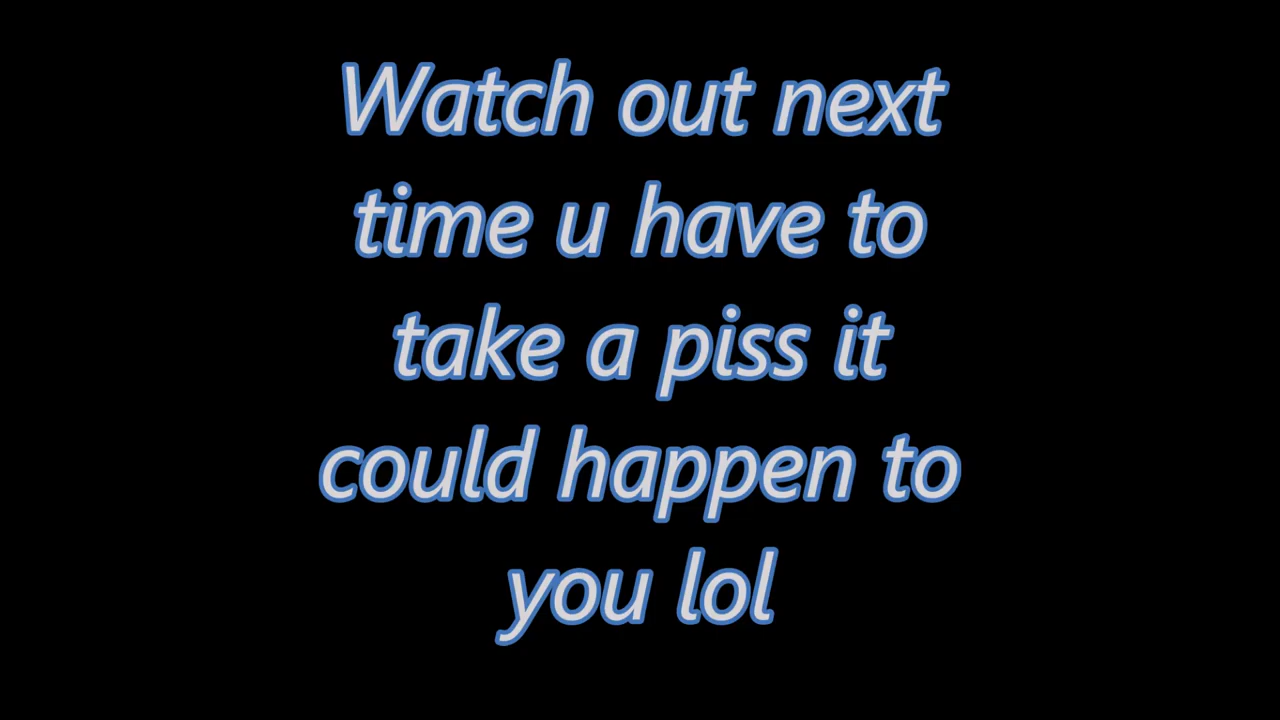 Watch out next
time u have to
take a piss it
could happen to
you lol